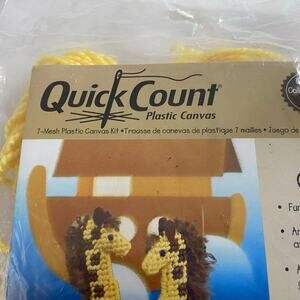 Quick Count®
Plastic Canvas
7-Mesh Plastic Canvas Kit • Trousse de canevas de plastique 7 mailles • Juego de